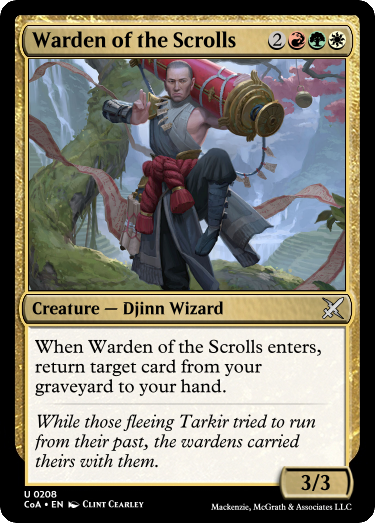 Warden of the Scrolls 2
Creature — Djinn Wizard
When Warden of the Scrolls enters,
return target card from your
graveyard to your hand.
While those fleeing Tarkir tried to run
from their past, the wardens carried
theirs with them.
3/3
U 0208
CoA • EN Clint Cearley
Mackenzie, McGrath & Associates LLC